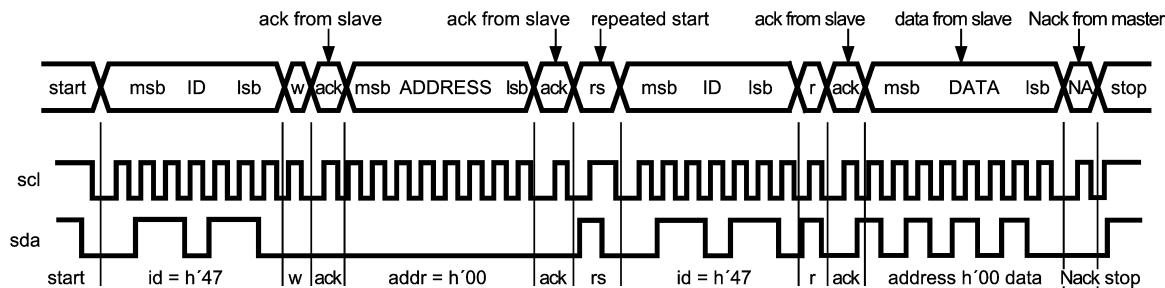 ack from slave ack from slave repeated start ack from slave data from slave Nack from master
start msb ID lsb w ack msb ADDRESS lsb ack rs msb ID lsb r ack msb DATA lsb NA stop
scl
sda
start id = h´47 w ack addr = h´00 ack rs id = h´47 r ack address h´00 data Nack stop